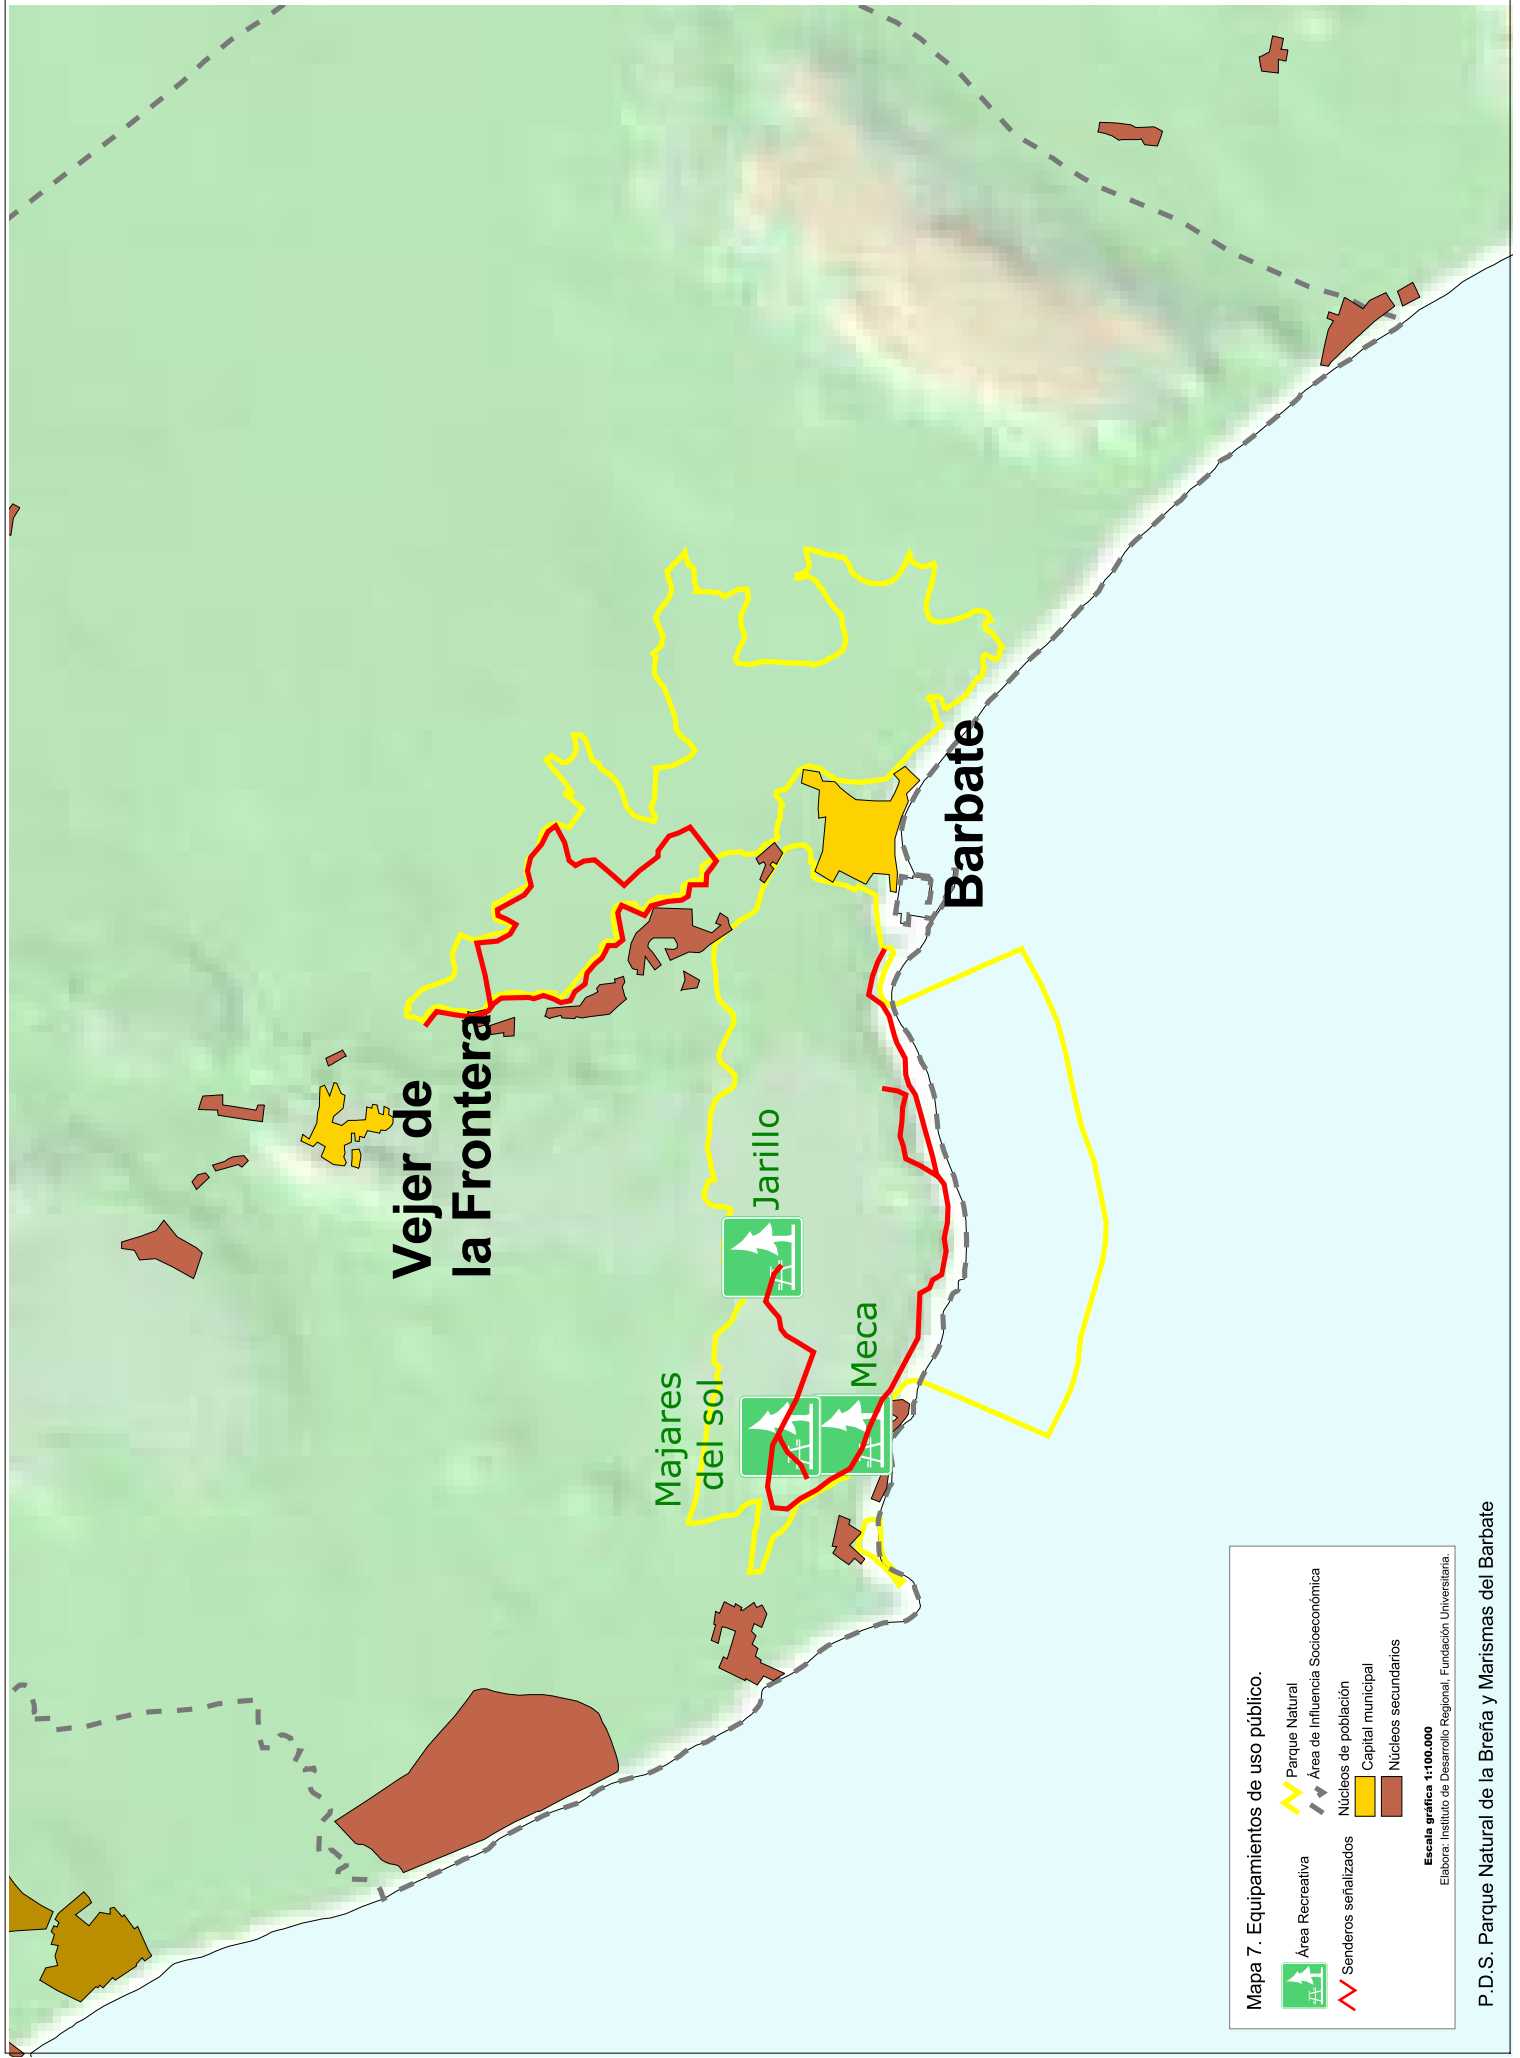 Vejer de
la Frontera
Barbate
Jarillo
Majares
del sol
Meca
Mapa 7. Equipamientos de uso público.
Área Recreativa
Senderos señalizados
Parque Natural
Área de Influencia Socioeconómica
Núcleos de población
Capital municipal
Núcleos secundarios
Escala gráfica 1:100.000
Elabora: Instituto de Desarrollo Regional, Fundación Universitaria.
P.D.S. Parque Natural de la Breña y Marismas del Barbate